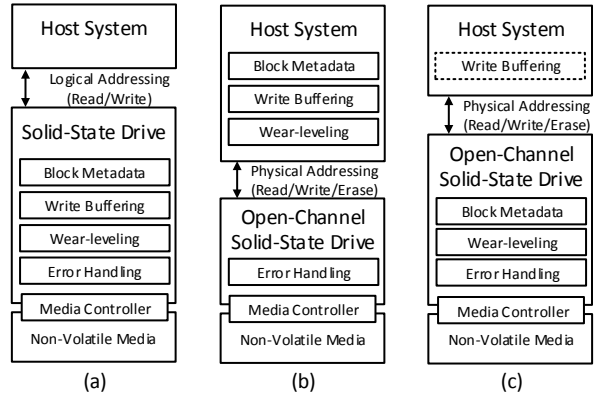 Host System
Logical Addressing
(Read/Write)
Solid-State Drive
Block Metadata
Write Buffering
Wear-leveling
Error Handling
Media Controller
Non-Volatile Media
(a)
Host System
Block Metadata
Write Buffering
Wear-leveling
Physical Addressing
(Read/Write/Erase)
Open-Channel
Solid-State Drive
Error Handling
Media Controller
Non-Volatile Media
(b)
Host System
Write Buffering
Physical Addressing
(Read/Write/Erase)
Open-Channel
Solid-State Drive
Block Metadata
Wear-leveling
Error Handling
Media Controller
Non-Volatile Media
(c)